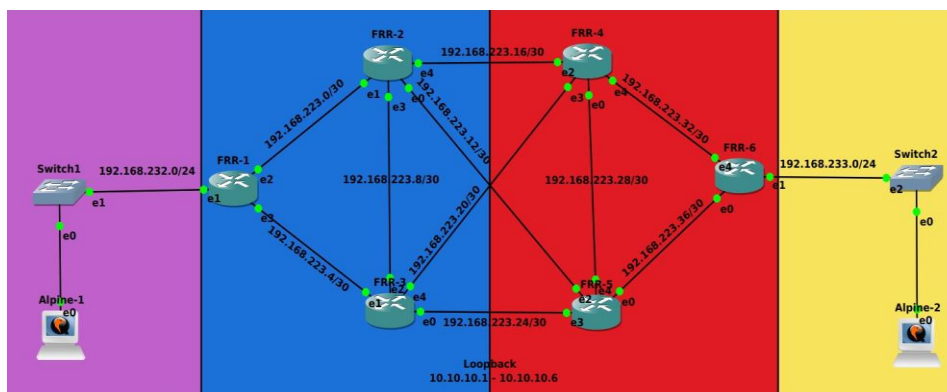 FRR-2
FRR-4
192.168.223.16/30
e4
e2
e0
e1
e3
e3
e0
e4
192.168.223.0/30
192.168.223.12/30
192.168.223.32/30
FRR-6
Switch1
192.168.232.0/24
FRR-1
e2
192.168.223.8/30
192.168.223.28/30
e4
192.168.233.0/24
Switch2
e1
e1
e3
e1
e0
e2
e0
192.168.223.20/30
192.168.223.36/30
e0
192.168.223.4/30
FRR-3
FRR-5
Alpine-1
e0
e1
e2
e4
e2
e4
e0
Alpine-2
e0
e0
192.168.223.24/30
e3
Loopback
10.10.10.1 - 10.10.10.6